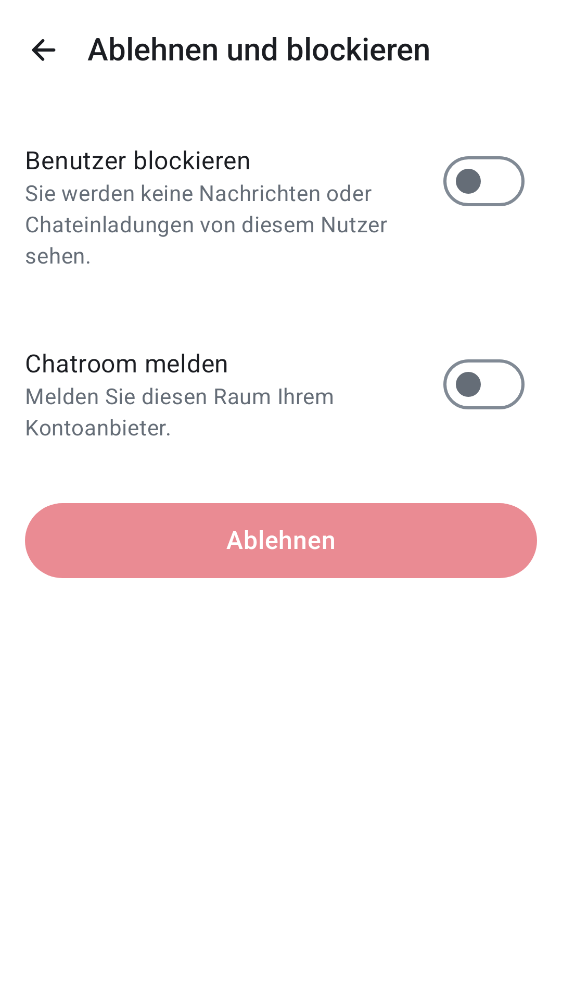 Ablehnen und blockieren
Benutzer blockieren
Sie werden keine Nachrichten oder
Chateinladungen von diesem Nutzer
sehen.
Chatroom melden
Melden Sie diesen Raum Ihrem
Kontoanbieter.
Ablehnen